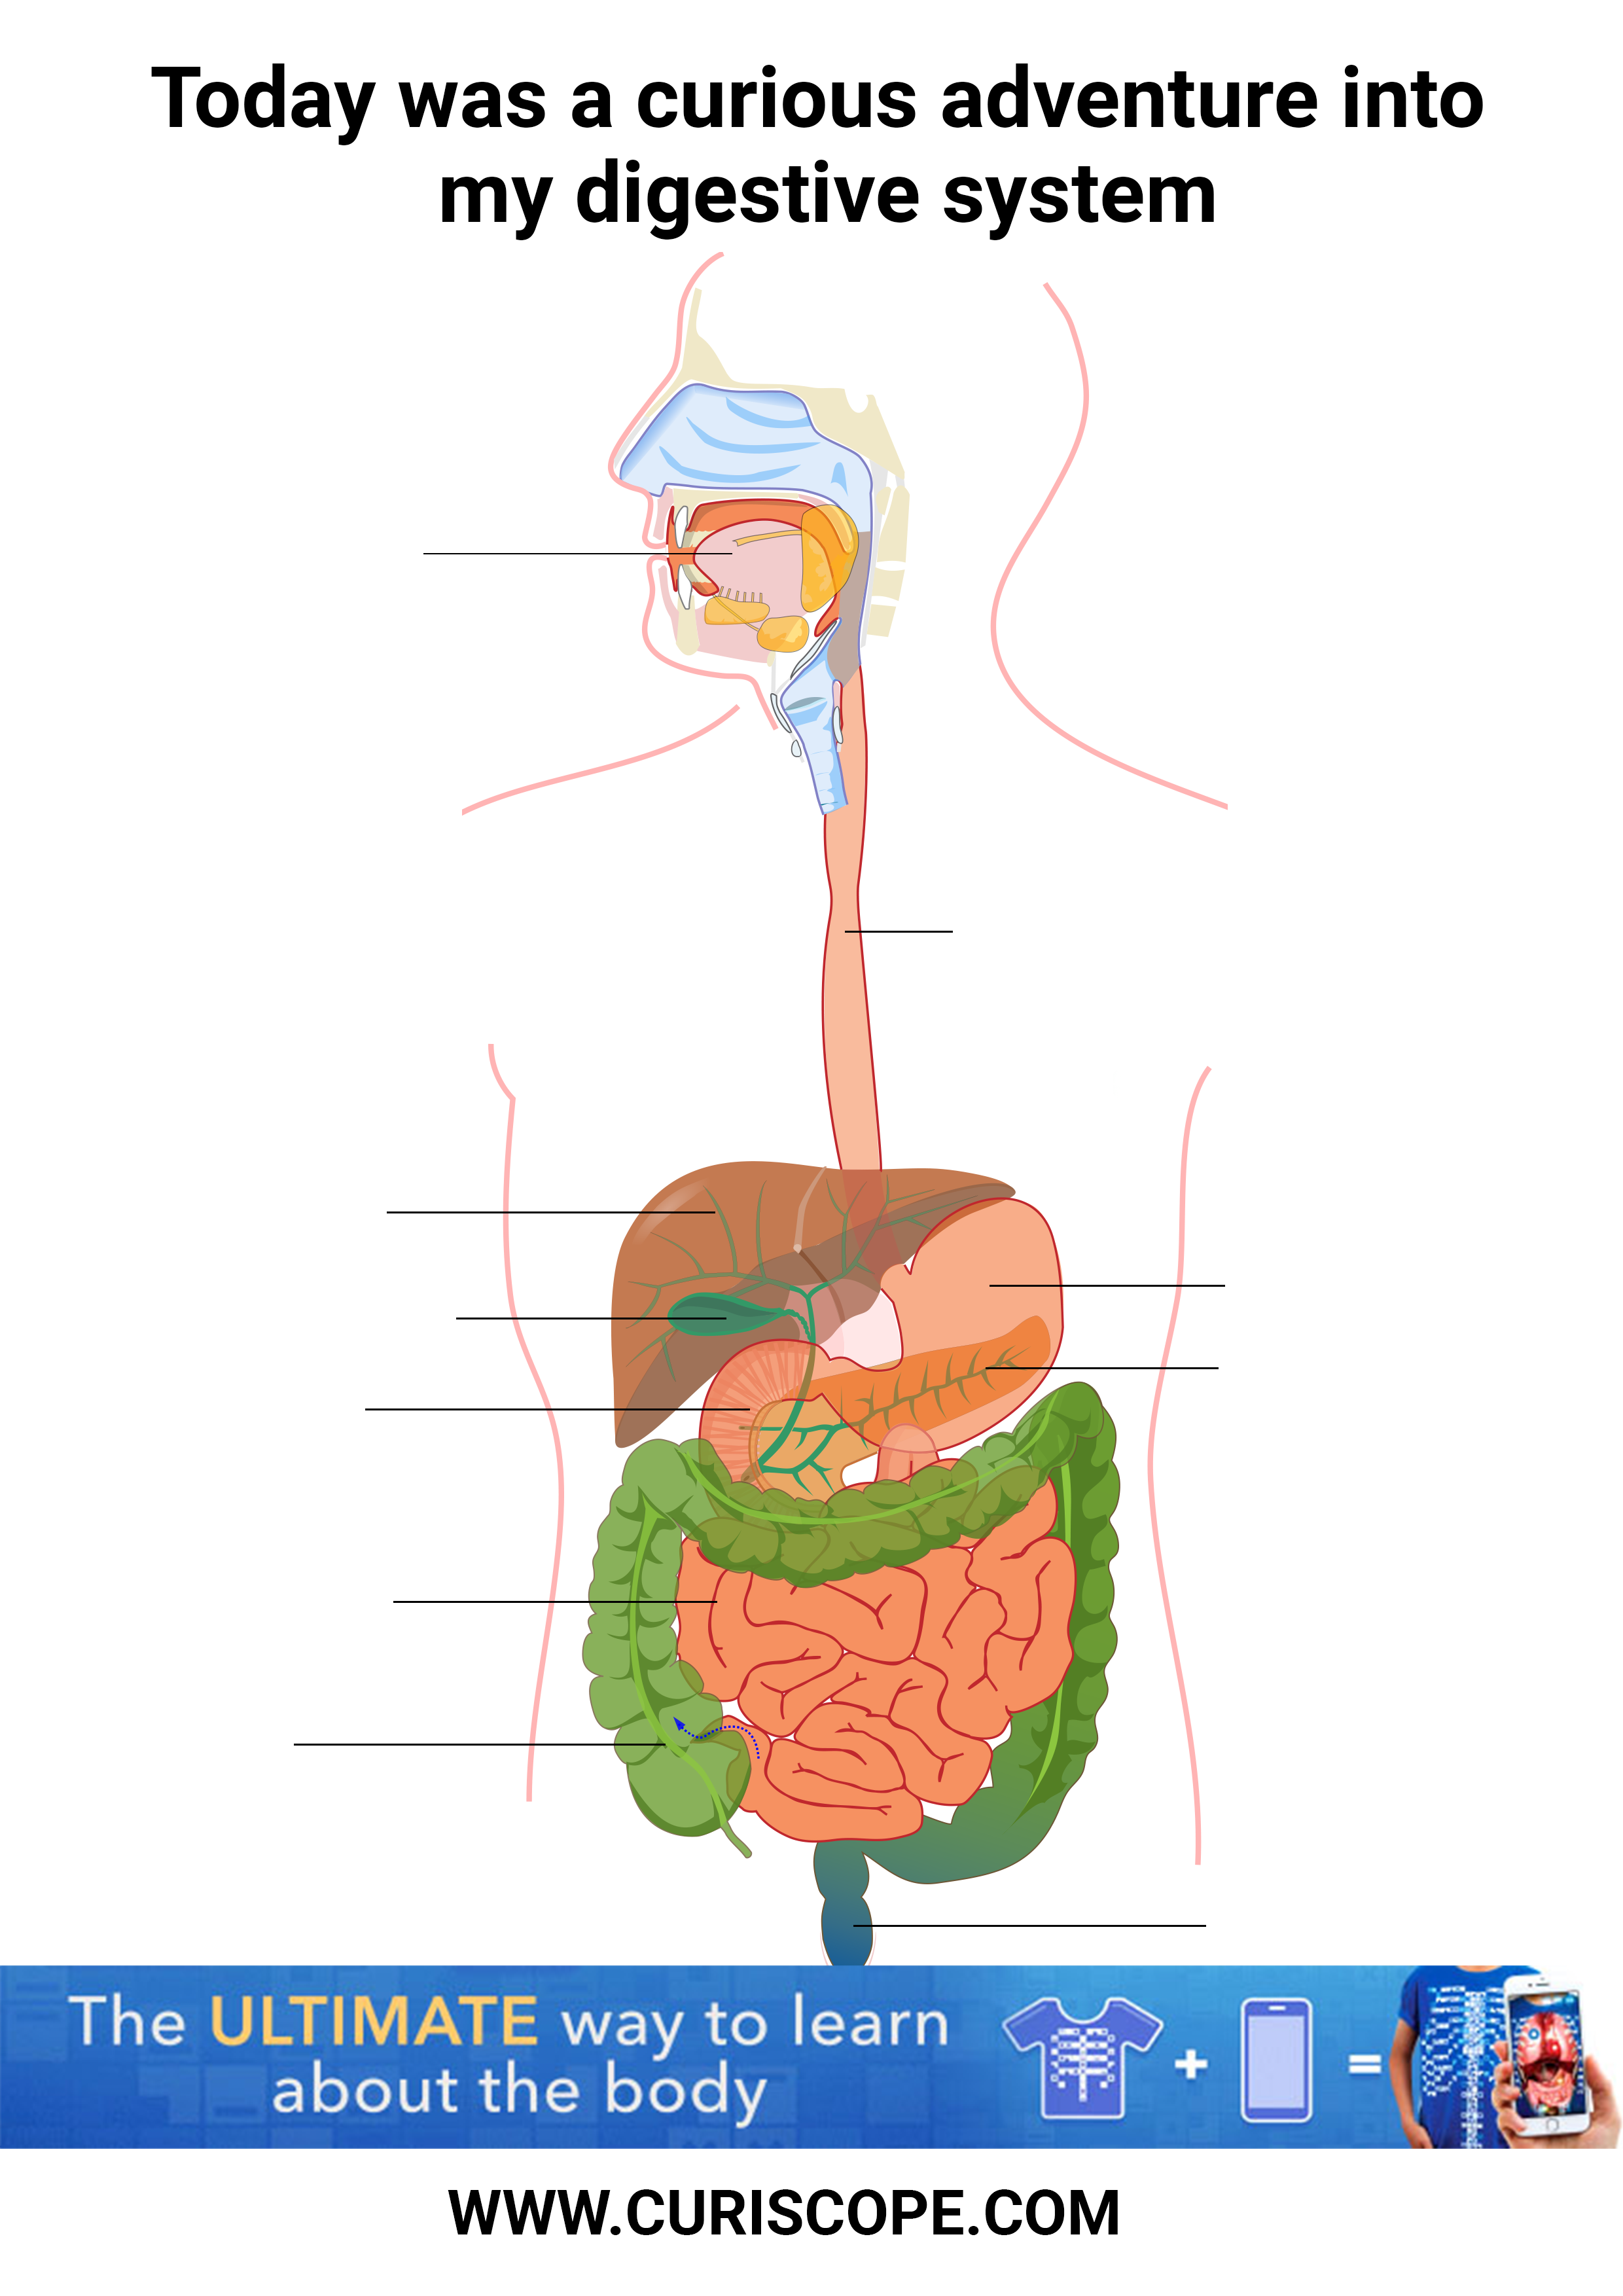 Today was a curious adventure into
my digestive system
The ULTIMATE way to learn
about the body
WWW.CURISCOPE.COM